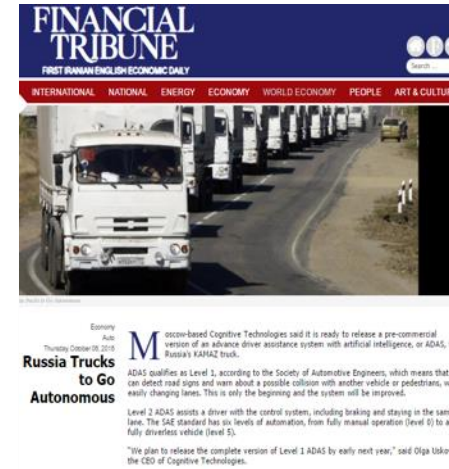 FINANCIAL
TRIBUNE
FIRST IRANIAN ENGLISH ECONOMIC DAILY
Search ...
INTERNATIONAL NATIONAL ENERGY ECONOMY WORLD ECONOMY PEOPLE ART & CULTU
Economy
Auto
Thursday, October 06, 2016
Russia Trucks
to Go
Autonomous
Moscow-based Cognitive Technologies said it is ready to release a pre-commercial
version of an advance driver assistance system with artificial intelligence, or ADAS,
Russia's KAMAZ truck.
ADAS qualifies as Level 1, according to the Society of Automotive Engineers, which means that
can detect road signs and warn about a possible collision with another vehicle or pedestrians, w
easily changing lanes. This is only the beginning and the system will be improved.
Level 2 ADAS assists a driver with the control system, including braking and staying in the sam
lane. The SAE standard has six levels of automation, from fully manual operation (level 0) to a
fully driverless vehicle (level 5).
"We plan to release the complete version of Level 1 ADAS by early next year," said Olga Uskov
the CEO of Cognitive Technologies.